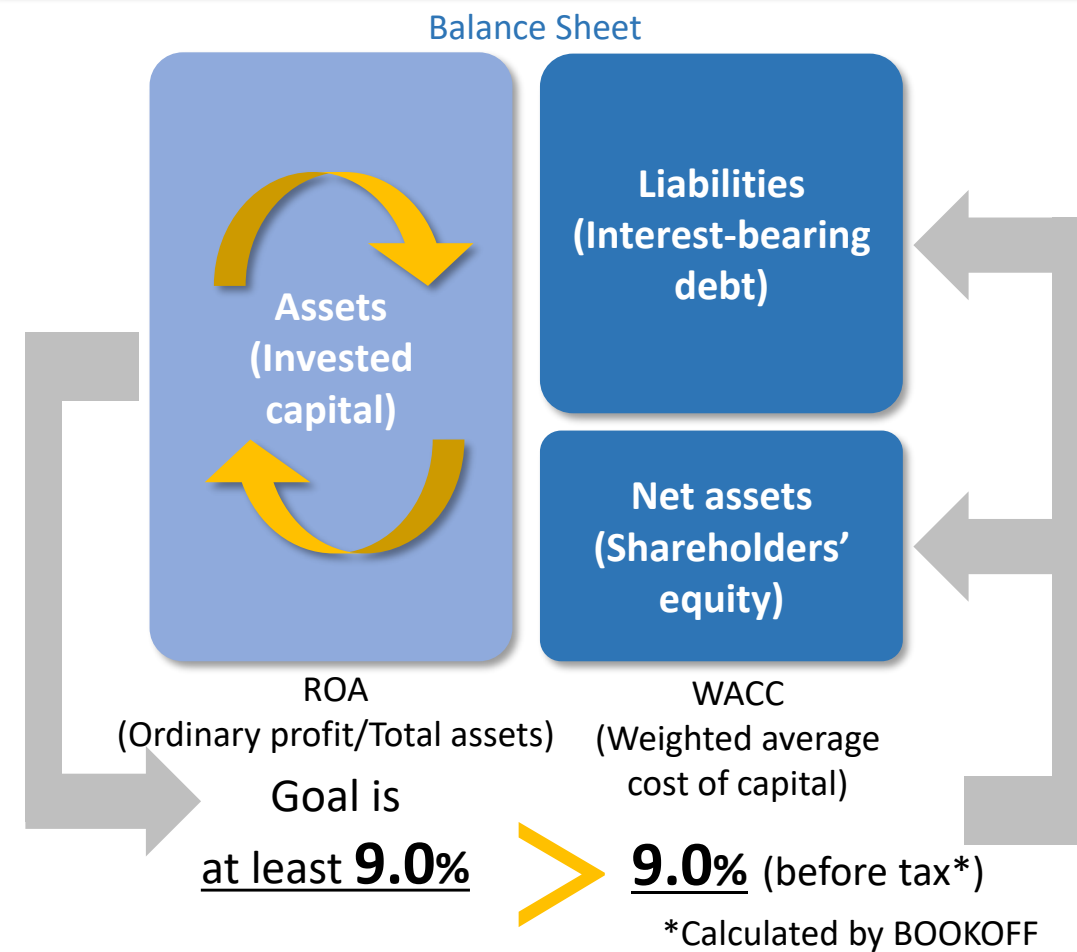 Balance Sheet
Assets
(Invested
capital)
Liabilities
(Interest-bearing
debt)
Net assets
(Shareholders’
equity)
ROA
(Ordinary profit/Total assets)
Goal is
at least 9.0%
WACC
(Weighted average
cost of capital)
9.0% (before tax*)
*Calculated by BOOKOFF